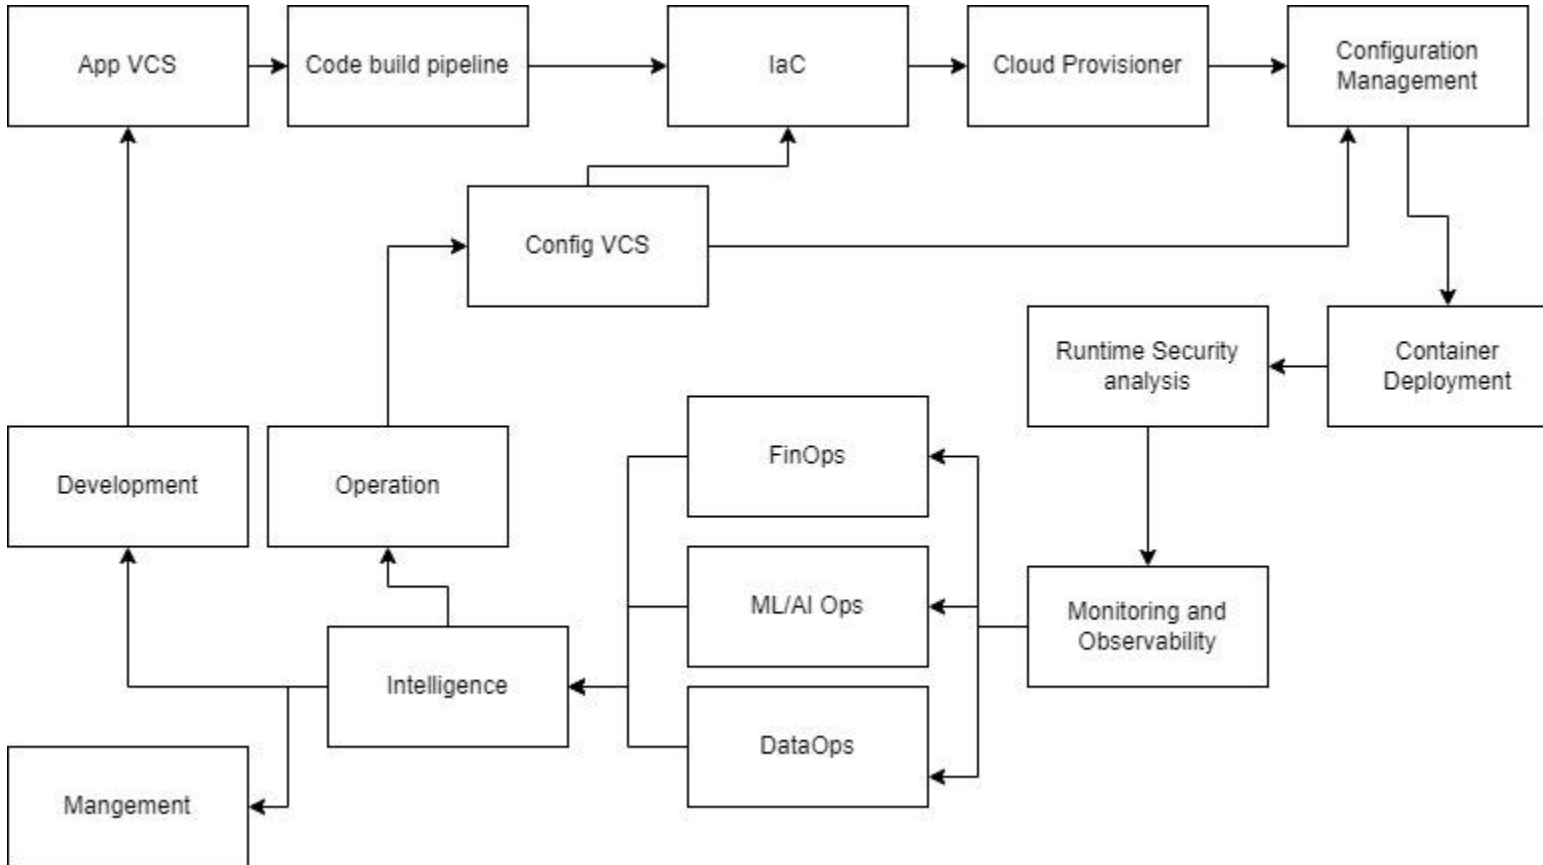 App VCS
Code build pipeline
IaC
Cloud Provisioner
Configuration
Management
Config VCS
Runtime Security
analysis
Container
Deployment
FinOps
Development
Operation
ML/AI Ops
Monitoring and
Observability
Intelligence
DataOps
Mangement